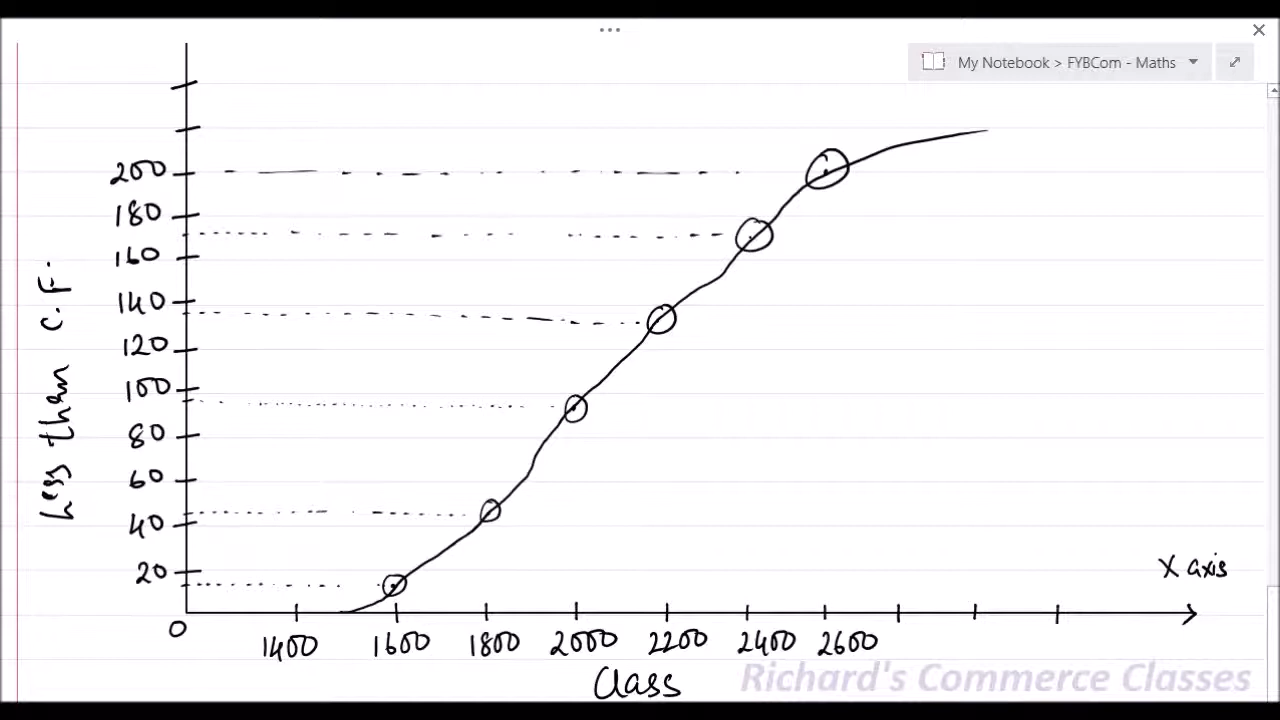 My Notebook > FYBCom - Maths
200
180
160
140
120
100
80
60
40
20
0
Less than C.F.
1400 1600 1800 2000 2200 2400 2600
X axis
Class
Richard's Commerce Classes